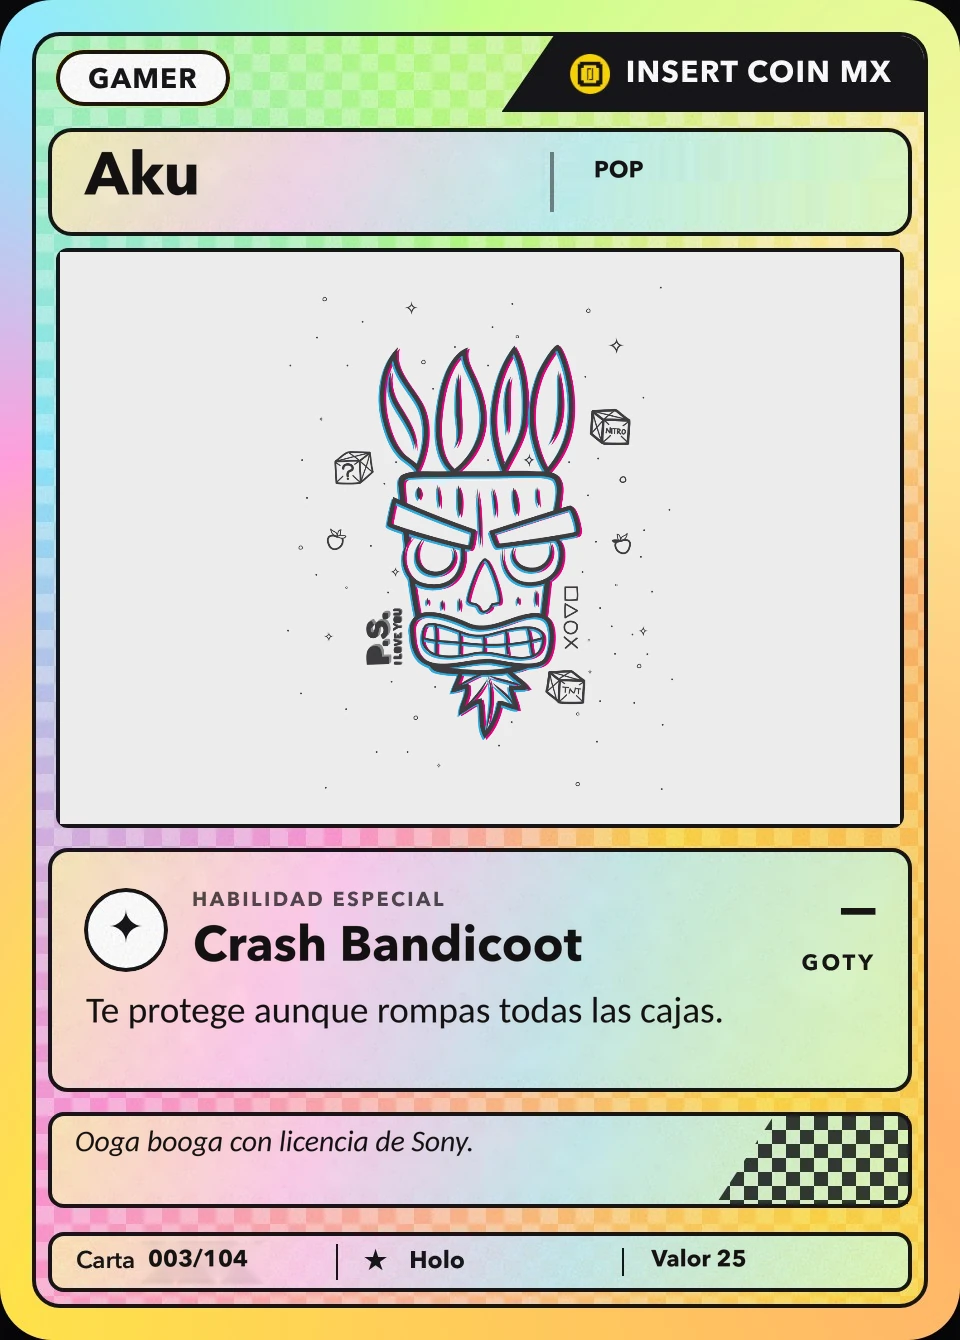 GAMER
INSERT COIN MX
Aku
POP
NITRO
?
P.S.
I LOVE YOU
TNT
HABILIDAD ESPECIAL
Crash Bandicoot
—
GOTY
Te protege aunque rompas todas las cajas.
Ooga booga con licencia de Sony.
Carta 003/104
★ Holo
Valor 25